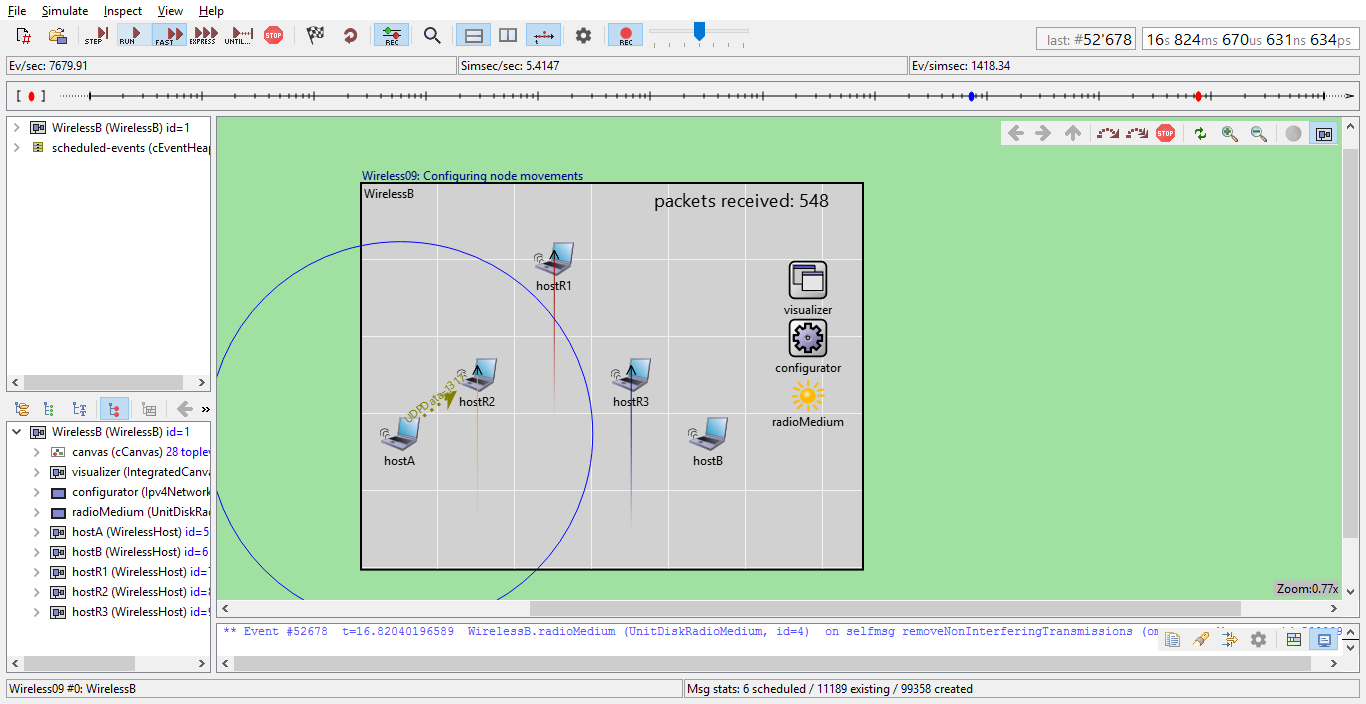 File Simulate Inspect View Help
STEP RUN FAST EXPRESS UNTIL... STOP REC REC
last: #52'678 16s 824ms 670us 631ns 634ps
Ev/sec: 7679.91 Simsec/sec: 5.4147 Ev/simsec: 1418.34
WirelessB (WirelessB) id=1
scheduled-events (cEventHeap
STOP
Wireless09: Configuring node movements
WirelessB
packets received: 548
hostR1
visualizer
configurator
UDPData-1317
hostR2
hostR3
radioMedium
hostA
hostB
Zoom:0.77x
WirelessB (WirelessB) id=1
canvas (cCanvas) 28 toplev
visualizer (IntegratedCanva
configurator (Ipv4Network
radioMedium (UnitDiskRad
hostA (WirelessHost) id=5
hostB (WirelessHost) id=6
hostR1 (WirelessHost) id=
hostR2 (WirelessHost) id=
hostR3 (WirelessHost) id=
** Event #52678 t=16.82040196589 WirelessB.radioMedium (UnitDiskRadioMedium, id=4) on selfmsg removeNonInterferingTransmissions (om
Wireless09 #0: WirelessB
Msg stats: 6 scheduled / 11189 existing / 99358 created